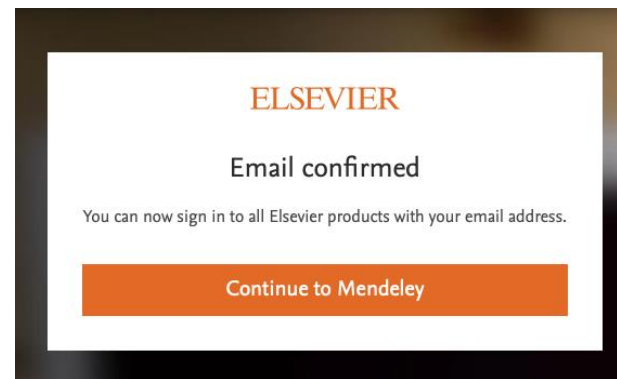 ELSEVIER
Email confirmed
You can now sign in to all Elsevier products with your email address.
Continue to Mendeley